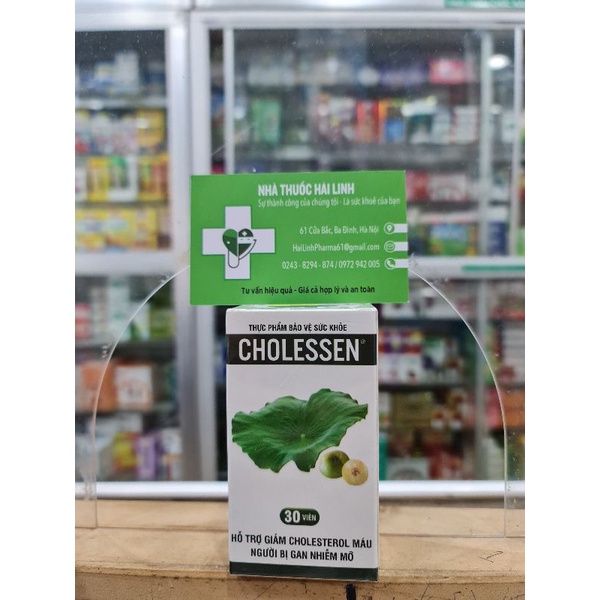 NHÀ THUỐC HẢI LINH
Sự thành công của chúng tôi - Là sức khoẻ của bạn
61 Cửa Bắc, Ba Đình, Hà Nội
HaiLinhPharma61@gmail.com
0243 - 8294 - 874 / 0972 942 005
Tư vấn hiệu quả - Giá cả hợp lý và an toàn
THỰC PHẨM BẢO VỆ SỨC KHỎE
CHOLESSEN®
30 VIÊN
HỖ TRỢ GIẢM CHOLESTEROL MÁU
NGƯỜI BỊ GAN NHIỄM MỠ